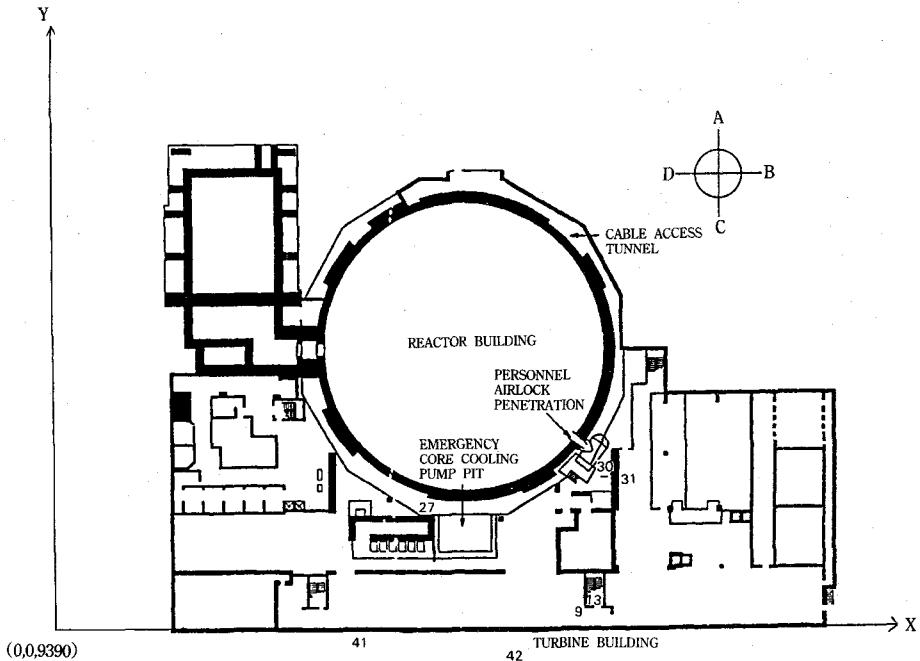 Y
A
D
B
C
CABLE ACCESS
TUNNEL
REACTOR BUILDING
PERSONNEL
AIRLOCK
PENETRATION
EMERGENCY
CORE COOLING
PUMP PIT
30
31
27
13
9
X
(0,0,9390)
41
42
TURBINE BUILDING